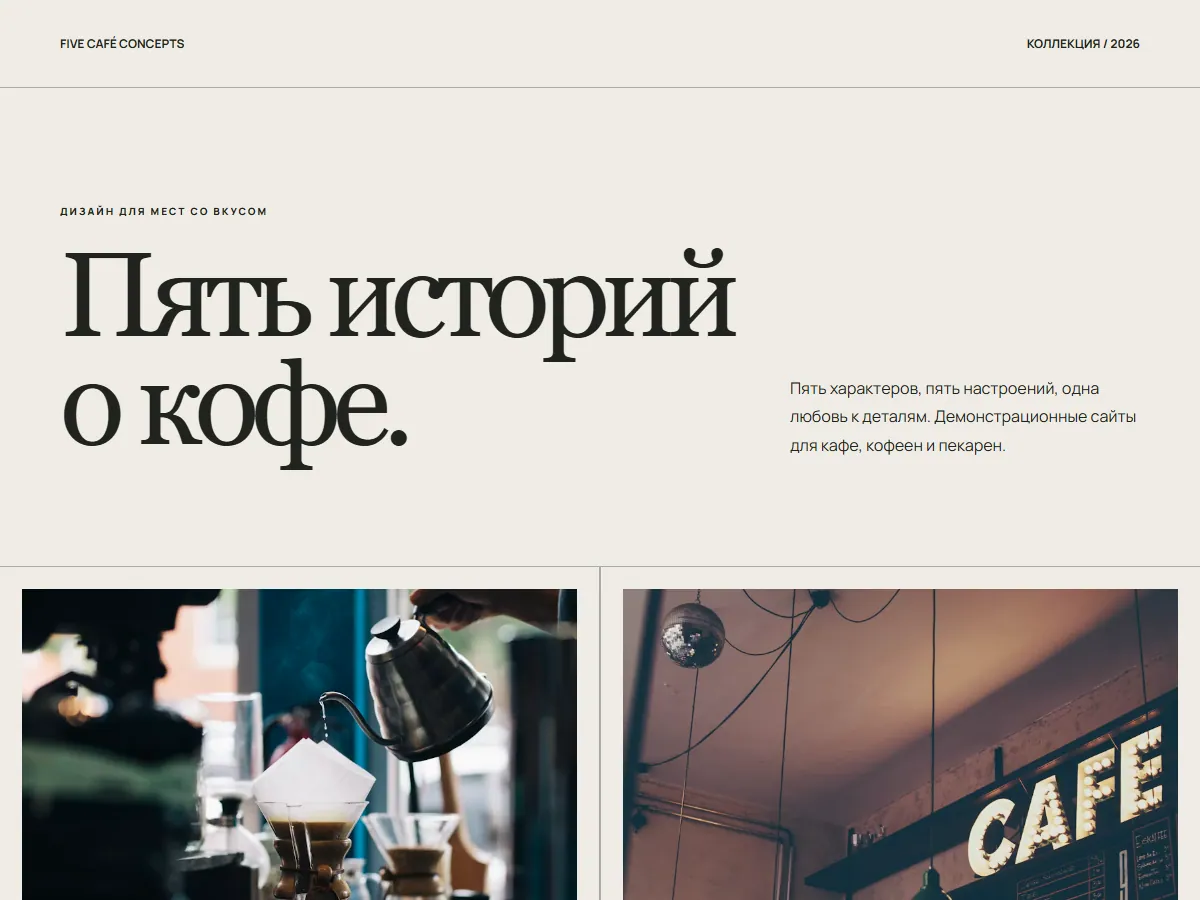 FIVE CAFÉ CONCEPTS
КОЛЛЕКЦИЯ / 2026
ДИЗАЙН ДЛЯ МЕСТ СО ВКУСОМ
Пять историй
о кофе.
Пять характеров, пять настроений, одна
любовь к деталям. Демонстрационные сайты
для кафе, кофеен и пекарен.
CAFE